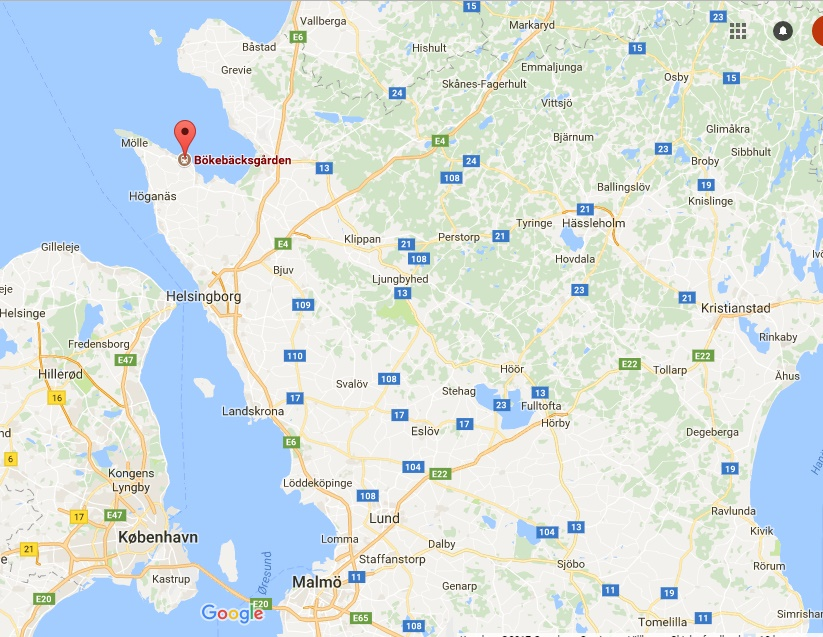 15
23
Vallberga
Markaryd
E6
Båstad
Hishult
15
Grevie
Emmaljunga
Osby
15
Skånes-Fagerhult
24
Vittsjö
Glimåkra
Mölle
E4
Bjärnum
23
Sibbhult
Bökebäcksgården
13
24
Broby
108
19
Ballingslöv
Höganäs
Knislinge
21
Tyringe
Hässleholm
Gilleleje
E4
Klippan
21
Perstorp
21
108
Hovdala
Bjuv
Ljungbyhed
13
23
Helsingborg
21
Helsinge
109
Kristianstad
Rinkaby
Fredensborg
E47
110
E22
E22
Hillerød
Höör
Tollarp
Svalöv
108
Åhus
16
17
Stehag
13
23
Fulltofta
Landskrona
17
17
Hörby
Eslöv
Degeberga
E6
6
104
E22
19
Kongens
Lyngby
Löddeköpinge
108
17
E47
Lund
Ravlunda
København
104
13
Kivik
21
Lomma
Dalby
Staffanstorp
Sjöbo
Rörum
Kastrup
Øresund
Malmö
11
Genarp
11
19
E20
Google
E20
E65
108
Tomelilla
11